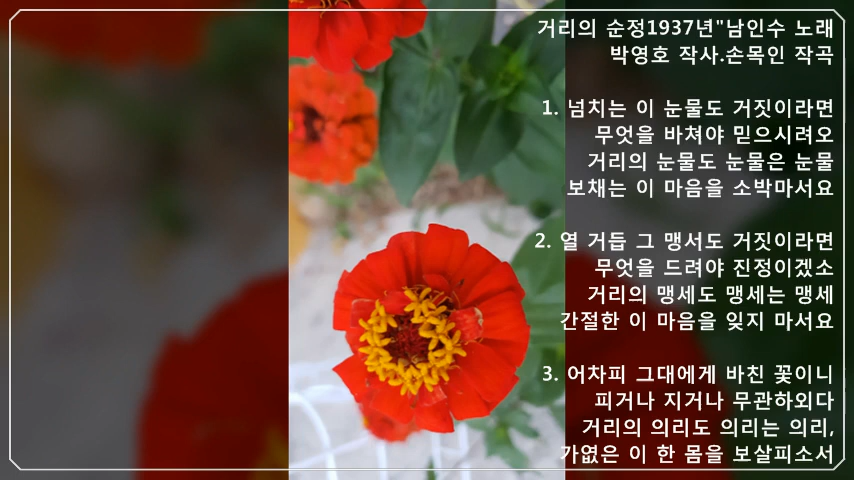 거리의 순정1937년"남인수 노래
박영호 작사.손목인 작곡
1. 넘치는 이 눈물도 거짓이라면
무엇을 바쳐야 믿으시려오
거리의 눈물도 눈물은 눈물
보채는 이 마음을 소박마서요
2. 열 거듭 그 맹서도 거짓이라면
무엇을 드려야 진정이겠소
거리의 맹세도 맹세는 맹세
간절한 이 마음을 잊지 마서요
3. 어차피 그대에게 바친 꽃이니
피거나 지거나 무관하외다
거리의 의리도 의리는 의리,
가엾은 이 한 몸을 보살피소서